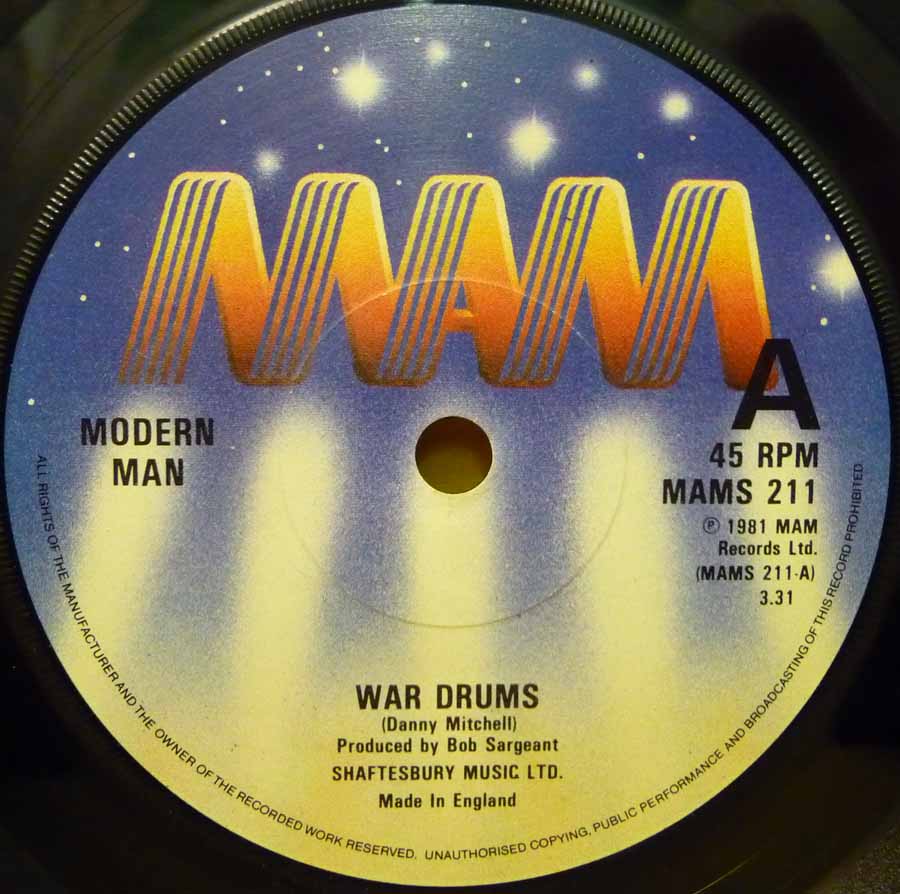 MAM
A
MODERN
MAN
45 RPM
MAMS 211
℗ 1981 MAM
Records Ltd.
(MAMS 211-A)
3.31
WAR DRUMS
(Danny Mitchell)
Produced by Bob Sargeant
SHAFTESBURY MUSIC LTD.
Made In England
ALL RIGHTS OF THE MANUFACTURER AND THE OWNER OF THE RECORDED WORK RESERVED. UNAUTHORISED COPYING, PUBLIC PERFORMANCE AND BROADCASTING OF THIS RECORD PROHIBITED